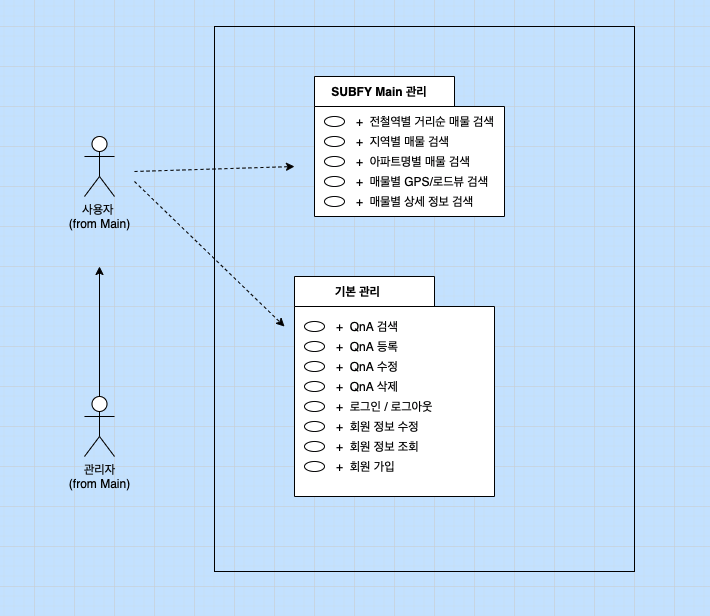 SUBFY Main 관리
+ 전철역별 거리순 매물 검색
+ 지역별 매물 검색
+ 아파트명별 매물 검색
+ 매물별 GPS/로드뷰 검색
+ 매물별 상세 정보 검색
사용자
(from Main)
기본 관리
+ QnA 검색
+ QnA 등록
+ QnA 수정
+ QnA 삭제
+ 로그인 / 로그아웃
+ 회원 정보 수정
+ 회원 정보 조회
+ 회원 가입
관리자
(from Main)